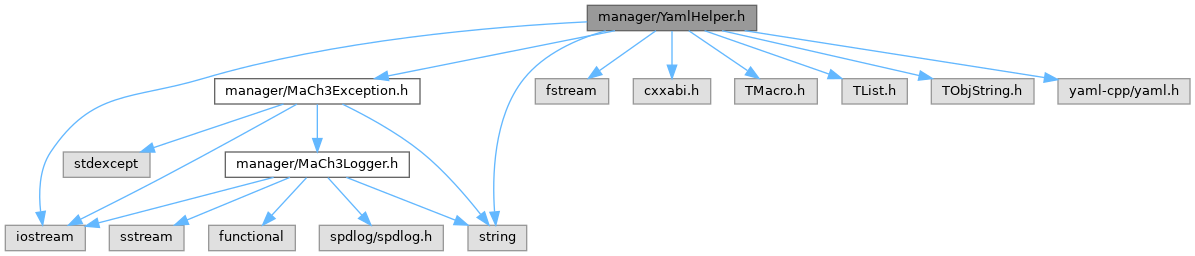 manager/YamlHelper.h
manager/MaCh3Exception.h
fstream
cxxabi.h
TMacro.h
TList.h
TObjString.h
yaml-cpp/yaml.h
stdexcept
manager/MaCh3Logger.h
iostream
sstream
functional
spdlog/spdlog.h
string